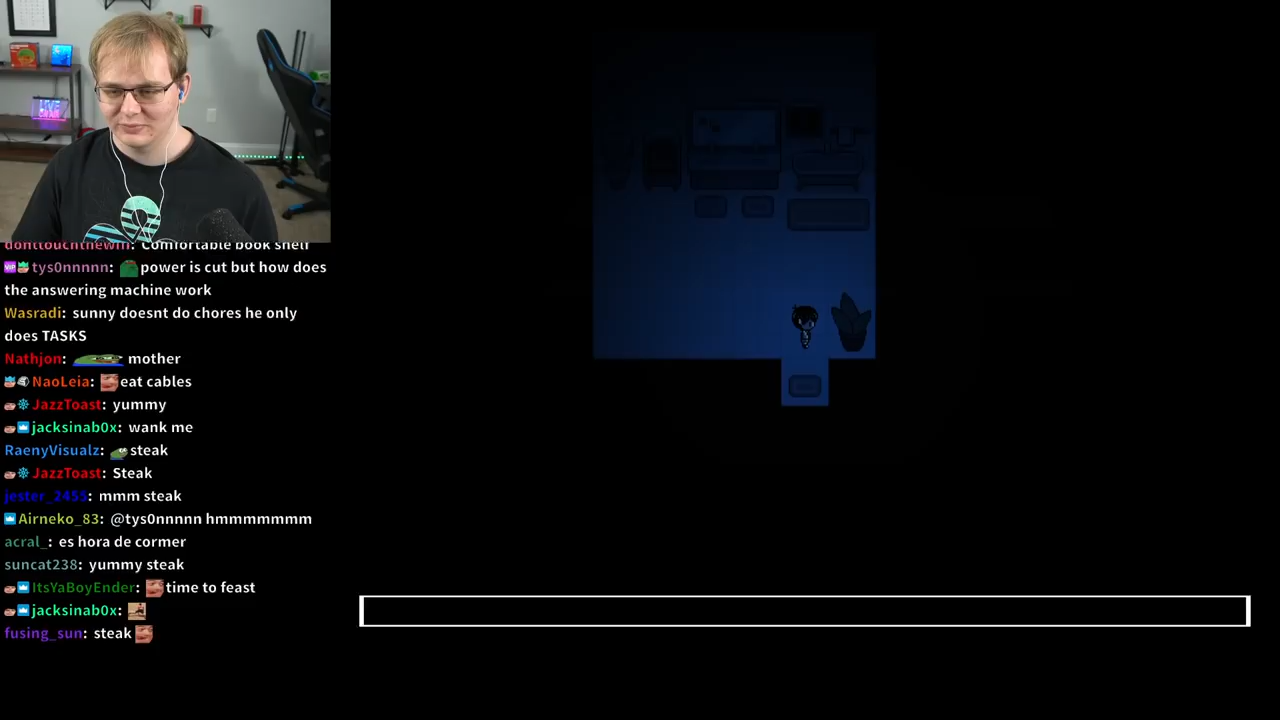 donttouchthewin: Comfortable book shelf
tys0nnnnn: power is cut but how does
the answering machine work
Wasradi: sunny doesnt do chores he only
does TASKS
Nathjon: mother
NaoLeia: eat cables
JazzToast: yummy
jacksinab0x: wank me
RaenyVisualz: steak
JazzToast: Steak
jester_2455: mmm steak
Airneko_83: @tys0nnnnn hmmmmmmm
acral_: es hora de cormer
suncat238: yummy steak
ItsYaBoyEnder: time to feast
jacksinab0x:
fusing_sun: steak